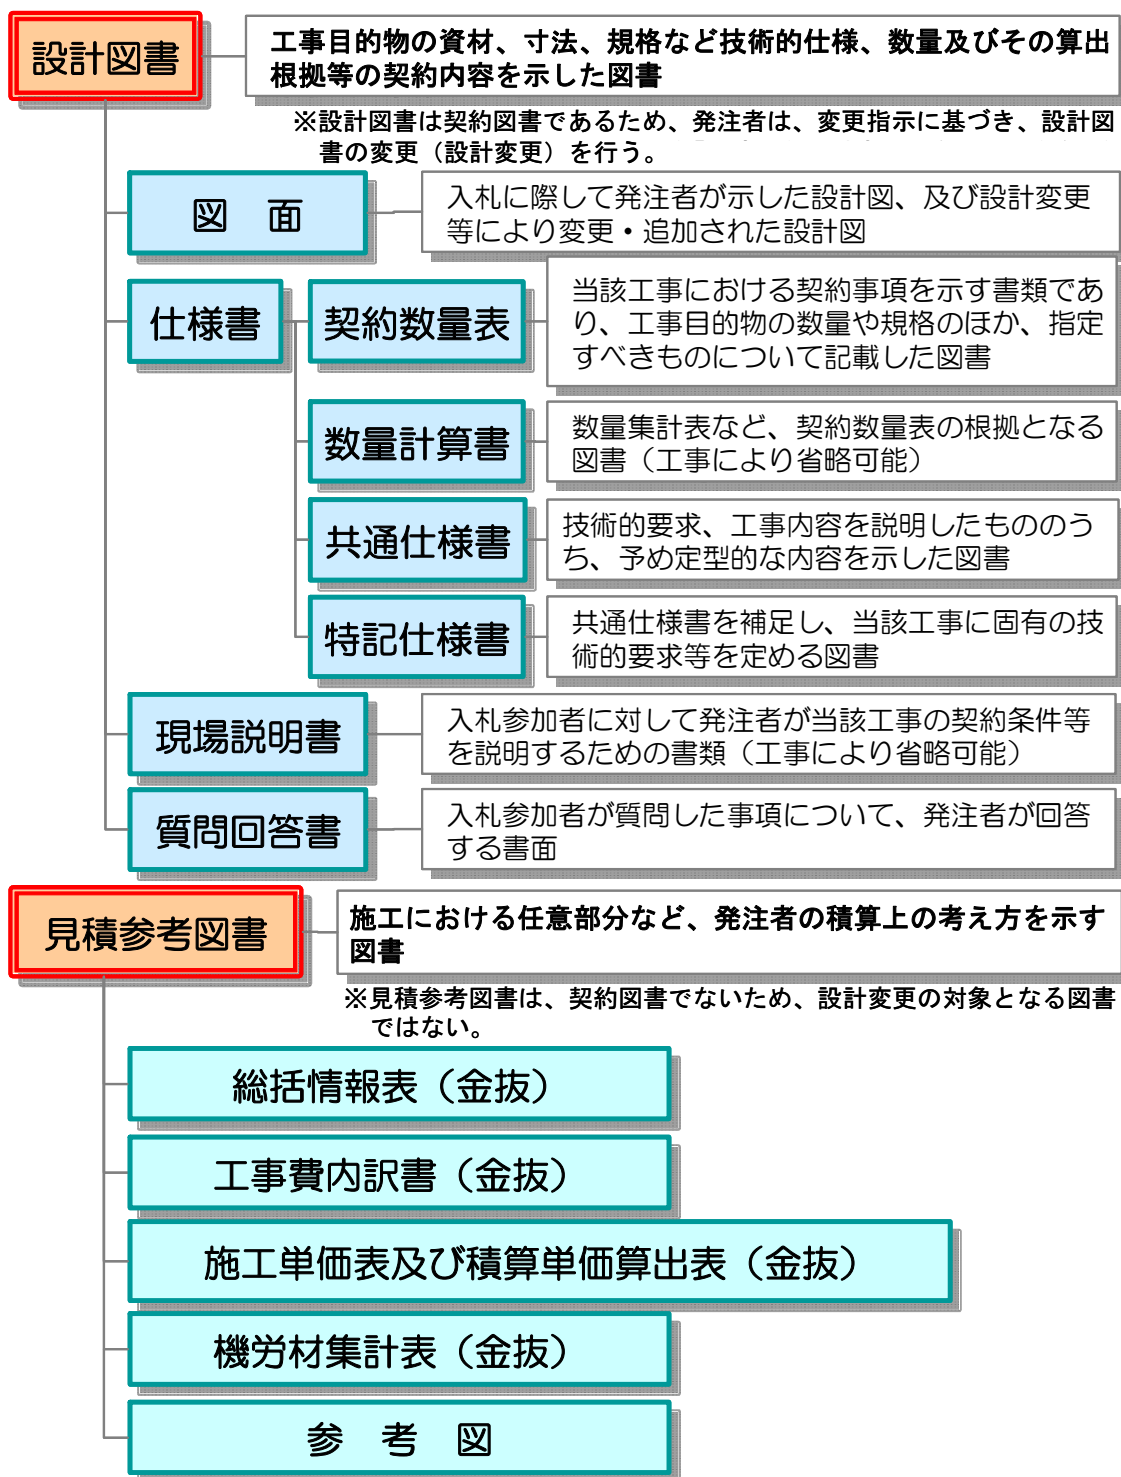 設計図書
工事目的物の資材、寸法、規格など技術的仕様、数量及びその算出
根拠等の契約内容を示した図書
※設計図書は契約図書であるため、発注者は、変更指示に基づき、設計図
書の変更（設計変更）を行う。
図　面
入札に際して発注者が示した設計図、及び設計変更
等により変更・追加された設計図
仕様書
契約数量表
当該工事における契約事項を示す書類であ
り、工事目的物の数量や規格のほか、指定
すべきものについて記載した図書
数量計算書
数量集計表など、契約数量表の根拠となる
図書（工事により省略可能）
共通仕様書
技術的要求、工事内容を説明したもののう
ち、予め定型的な内容を示した図書
特記仕様書
共通仕様書を補足し、当該工事に固有の技
術的要求等を定める図書
現場説明書
入札参加者に対して発注者が当該工事の契約条件等
を説明するための書類（工事により省略可能）
質問回答書
入札参加者が質問した事項について、発注者が回答
する書面
見積参考図書
施工における任意部分など、発注者の積算上の考え方を示す
図書
※見積参考図書は、契約図書でないため、設計変更の対象となる図書
ではない。
総括情報表（金抜）
工事費内訳書（金抜）
施工単価表及び積算単価算出表（金抜）
機労材集計表（金抜）
参　考　図